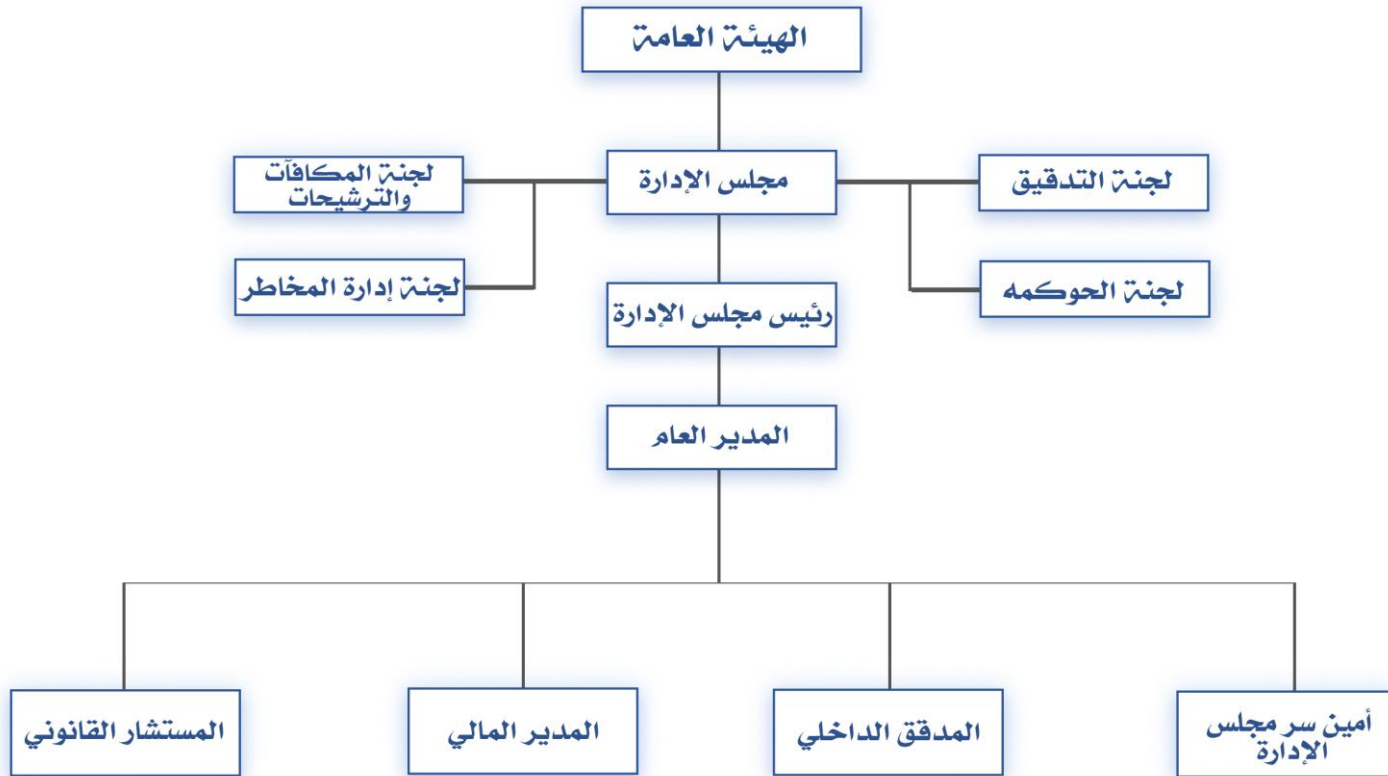 الهيئة العامة
مجلس الإدارة
لجنة التدقيق
لجنة المكافآت
والترشيحات
لجنة الحوكمه
لجنة إدارة المخاطر
رئيس مجلس الإدارة
المدير العام
أمين سر مجلس
الإدارة
المدقق الداخلي
المدير المالي
المستشار القانوني